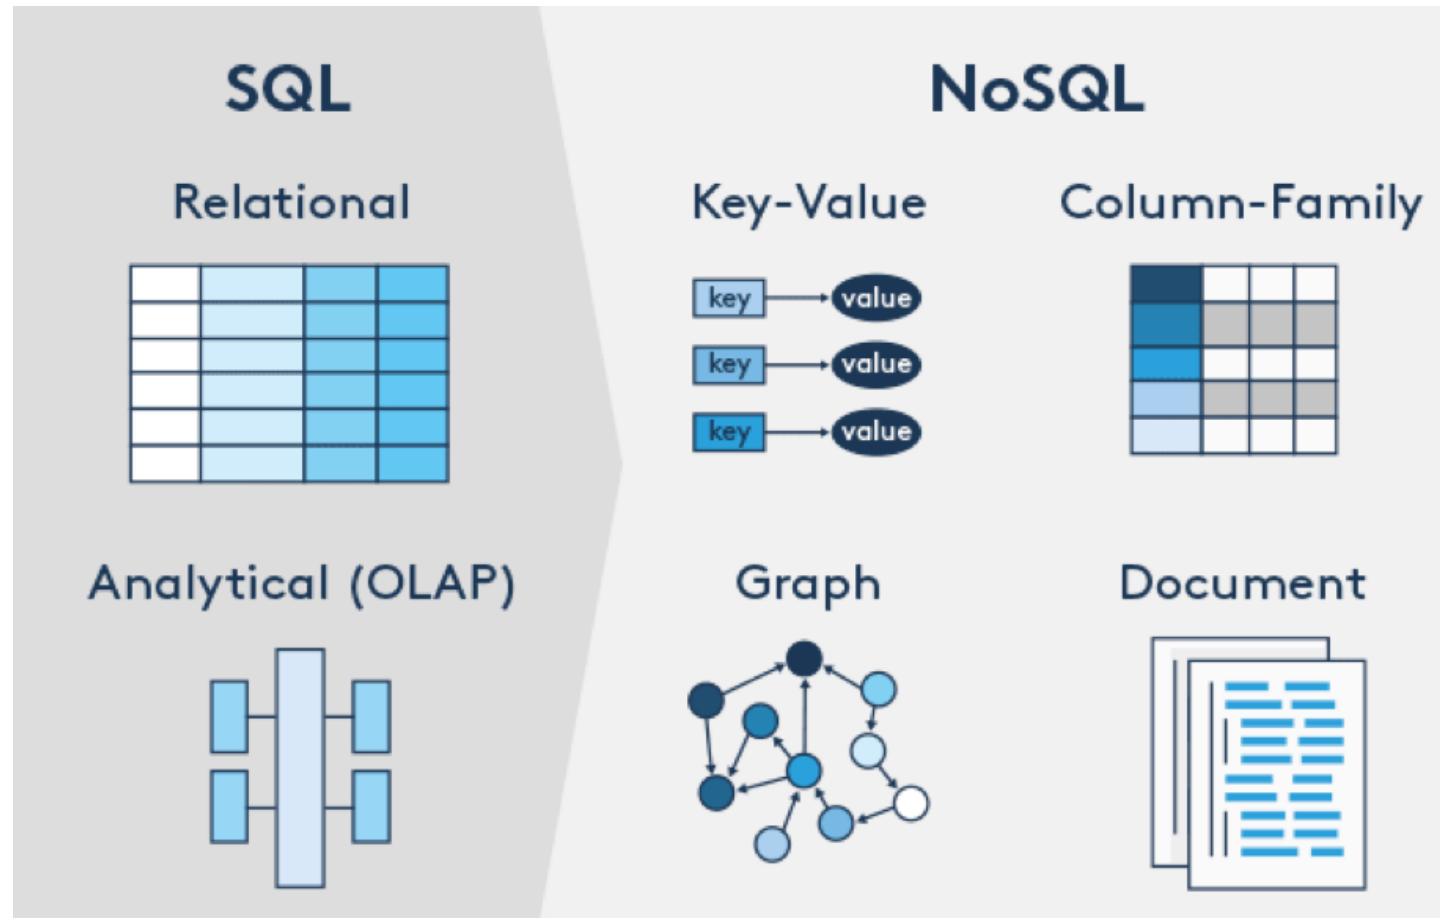 SQL
Relational
Analytical (OLAP)
NoSQL
Key-Value
key value
key value
key value
Column-Family
Graph
Document